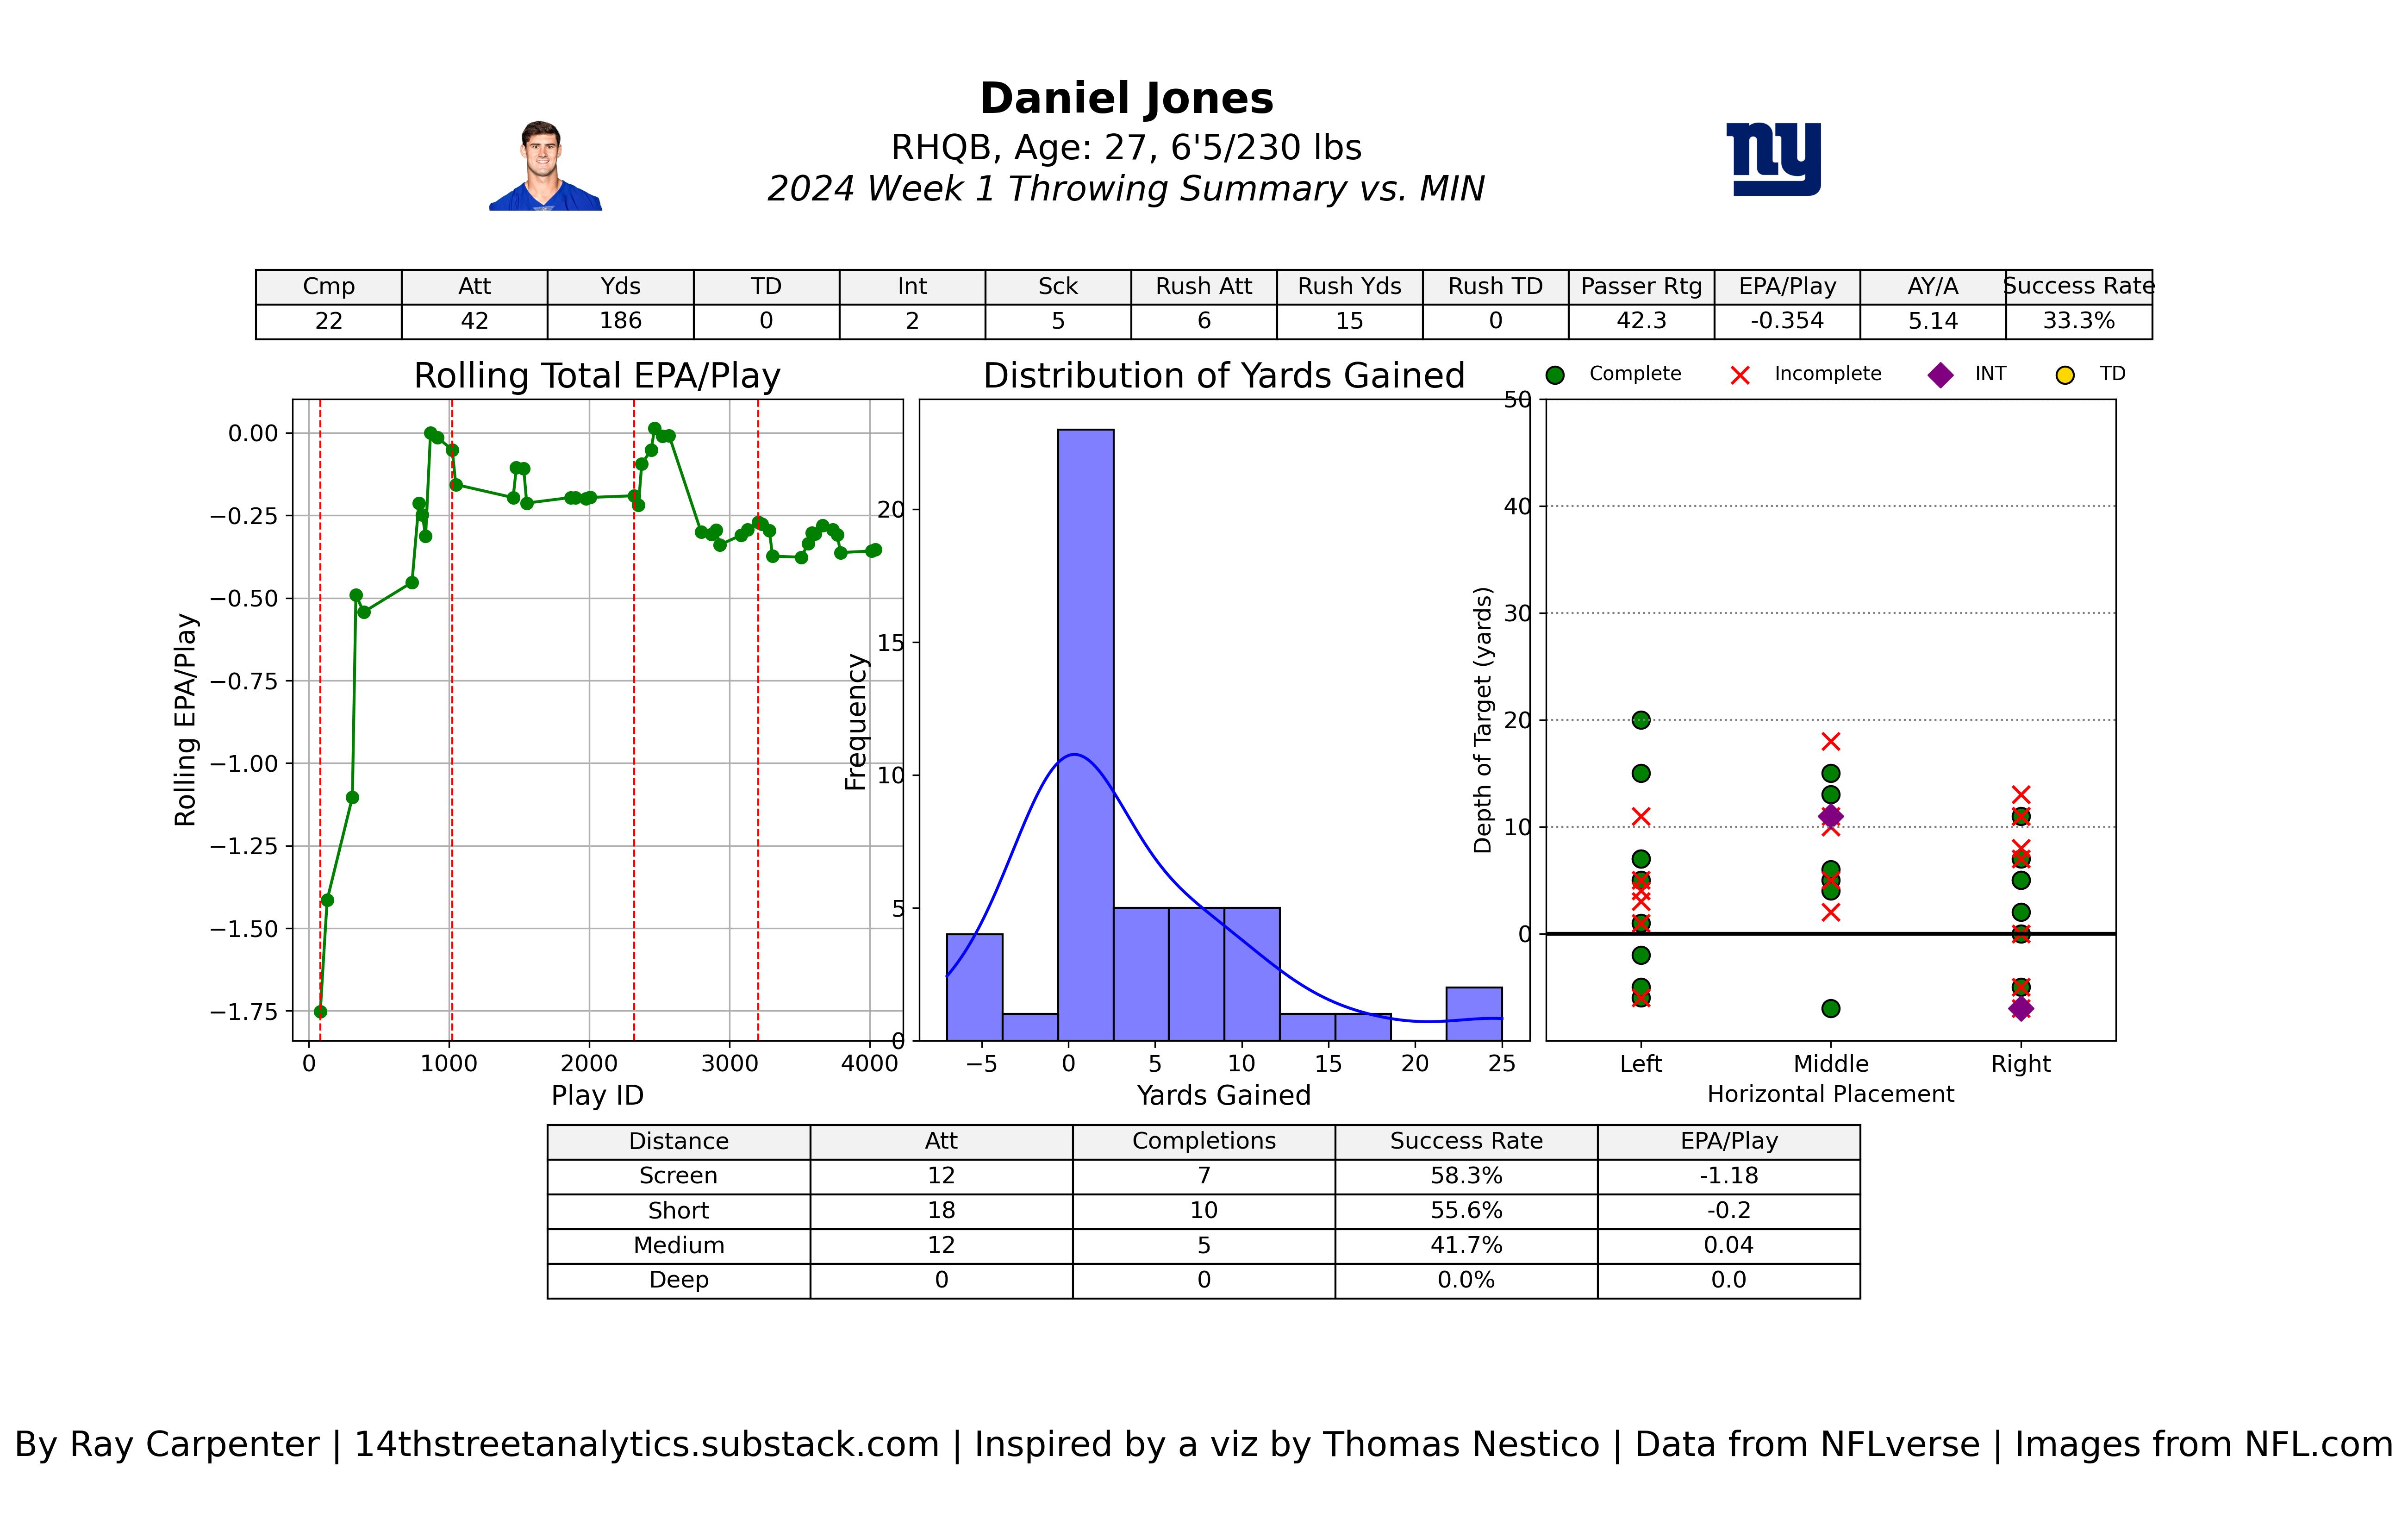 Daniel Jones
RHQB, Age: 27, 6'5/230 lbs
2024 Week 1 Throwing Summary vs. MIN
ny
Cmp Att Yds TD Int Sck Rush Att Rush Yds Rush TD Passer Rtg EPA/Play AY/A Success Rate
22 42 186 0 2 5 6 15 0 42.3 -0.354 5.14 33.3%
Rolling Total EPA/Play
Rolling EPA/Play
0.00
−0.25
−0.50
−0.75
−1.00
−1.25
−1.50
−1.75
0 1000 2000 3000 4000
Play ID
Distribution of Yards Gained
Frequency
20
15
10
5
0
−5 0 5 10 15 20 25
Yards Gained
Complete Incomplete INT TD
Depth of Target (yards)
50
40
30
20
10
0
Left Middle Right
Horizontal Placement
Distance Att Completions Success Rate EPA/Play
Screen 12 7 58.3% -1.18
Short 18 10 55.6% -0.2
Medium 12 5 41.7% 0.04
Deep 0 0 0.0% 0.0
By Ray Carpenter | 14thstreetanalytics.substack.com | Inspired by a viz by Thomas Nestico | Data from NFLverse | Images from NFL.com